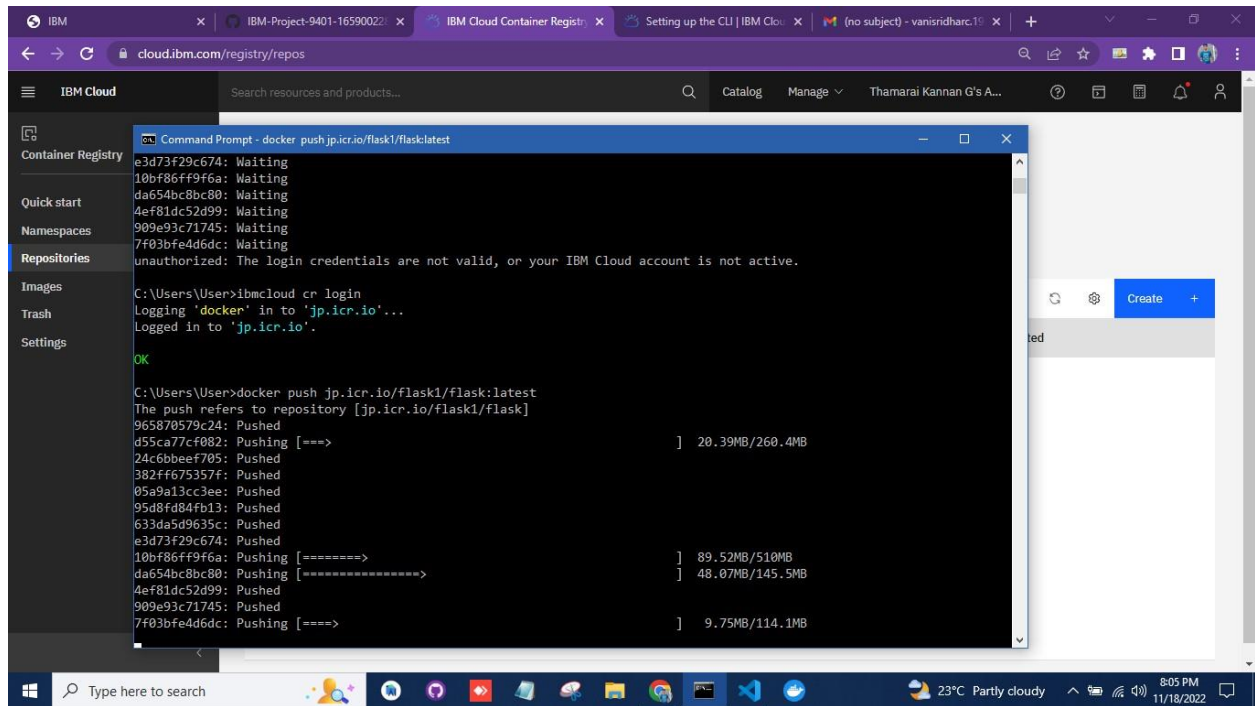 IBM
IBM-Project-9401-1659002
IBM Cloud Container Registr
Setting up the CLI | IBM Clou
(no subject) - vanisridharc.19
cloud.ibm.com/registry/repos
IBM Cloud
Search resources and products...
Catalog
Manage
Thamarai Kannan G's A...
Container Registry
Quick start
Namespaces
Repositories
Images
Trash
Settings
Create +
ted
Command Prompt - docker push jp.icr.io/flask1/flask:latest
e3d73f29c674: Waiting
10bf86ff9f6a: Waiting
da654bc8bc80: Waiting
4ef81dc52d99: Waiting
909e93c71745: Waiting
7f03bfe4d6dc: Waiting
unauthorized: The login credentials are not valid, or your IBM Cloud account is not active.
C:\Users\User>ibmcloud cr login
Logging 'docker' in to 'jp.icr.io'...
Logged in to 'jp.icr.io'.
OK
C:\Users\User>docker push jp.icr.io/flask1/flask:latest
The push refers to repository [jp.icr.io/flask1/flask]
965870579c24: Pushed
d55ca77cf082: Pushing [===> ] 20.39MB/260.4MB
24c6bbeef705: Pushed
382ff675357f: Pushed
05a9a13cc3ee: Pushed
95d8fd84fb13: Pushed
633da5d9635c: Pushed
e3d73f29c674: Pushed
10bf86ff9f6a: Pushing [========> ] 89.52MB/510MB
da654bc8bc80: Pushing [================> ] 48.07MB/145.5MB
4ef81dc52d99: Pushed
909e93c71745: Pushed
7f03bfe4d6dc: Pushing [====> ] 9.75MB/114.1MB
Type here to search
23°C Partly cloudy
8:05 PM
11/18/2022